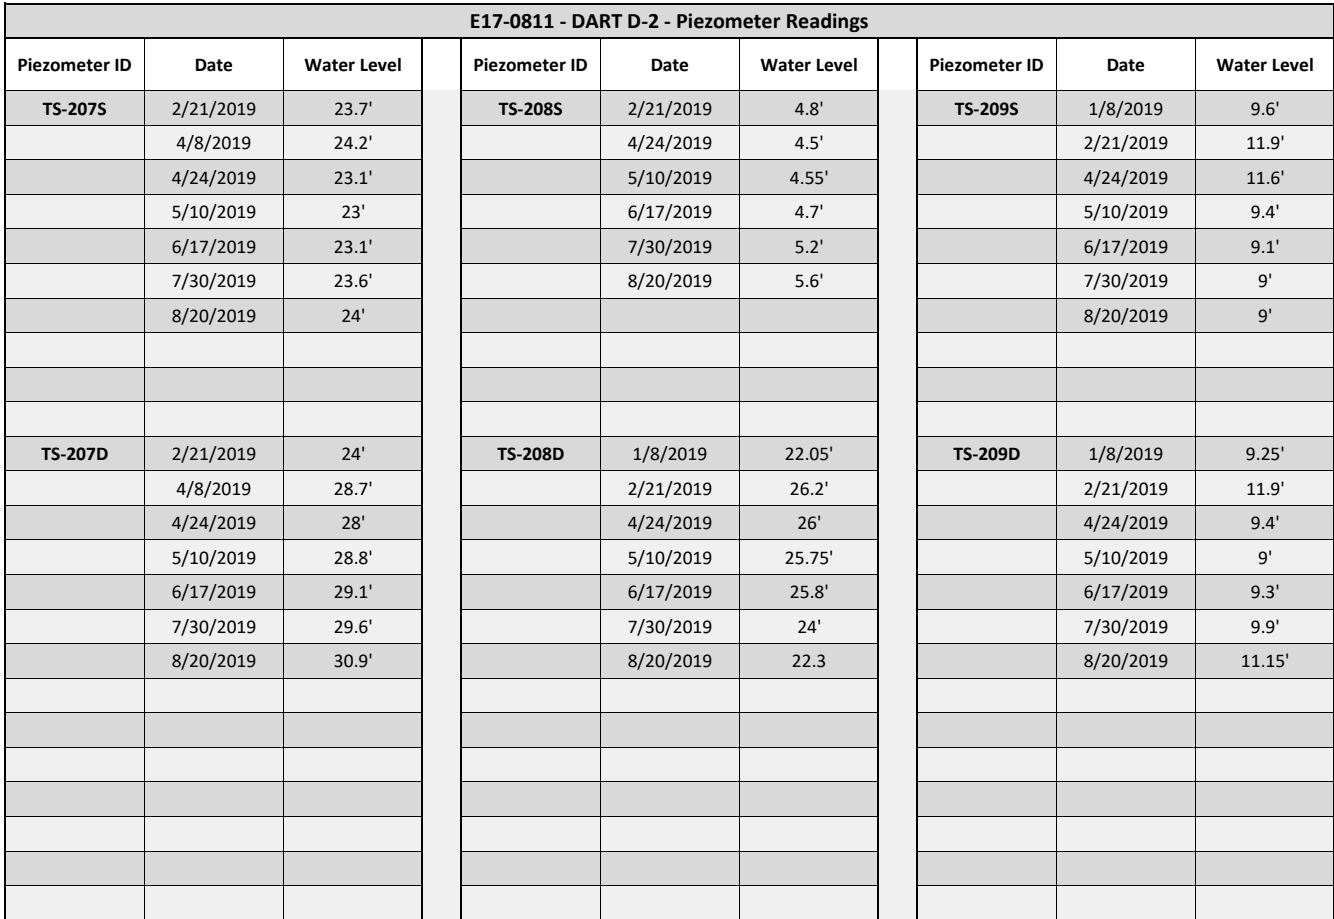 E17-0811 - DART D-2 - Piezometer Readings
Piezometer ID Date Water Level Piezometer ID Date Water Level Piezometer ID Date Water Level
TS-207S 2/21/2019 23.7' TS-208S 2/21/2019 4.8' TS-209S 1/8/2019 9.6'
4/8/2019 24.2' 4/24/2019 4.5' 2/21/2019 11.9'
4/24/2019 23.1' 5/10/2019 4.55' 4/24/2019 11.6'
5/10/2019 23' 6/17/2019 4.7' 5/10/2019 9.4'
6/17/2019 23.1' 7/30/2019 5.2' 6/17/2019 9.1'
7/30/2019 23.6' 8/20/2019 5.6' 7/30/2019 9'
8/20/2019 24' 8/20/2019 9'
TS-207D 2/21/2019 24' TS-208D 1/8/2019 22.05' TS-209D 1/8/2019 9.25'
4/8/2019 28.7' 2/21/2019 26.2' 2/21/2019 11.9'
4/24/2019 28' 4/24/2019 26' 4/24/2019 9.4'
5/10/2019 28.8' 5/10/2019 25.75' 5/10/2019 9'
6/17/2019 29.1' 6/17/2019 25.8' 6/17/2019 9.3'
7/30/2019 29.6' 7/30/2019 24' 7/30/2019 9.9'
8/20/2019 30.9' 8/20/2019 22.3 8/20/2019 11.15'